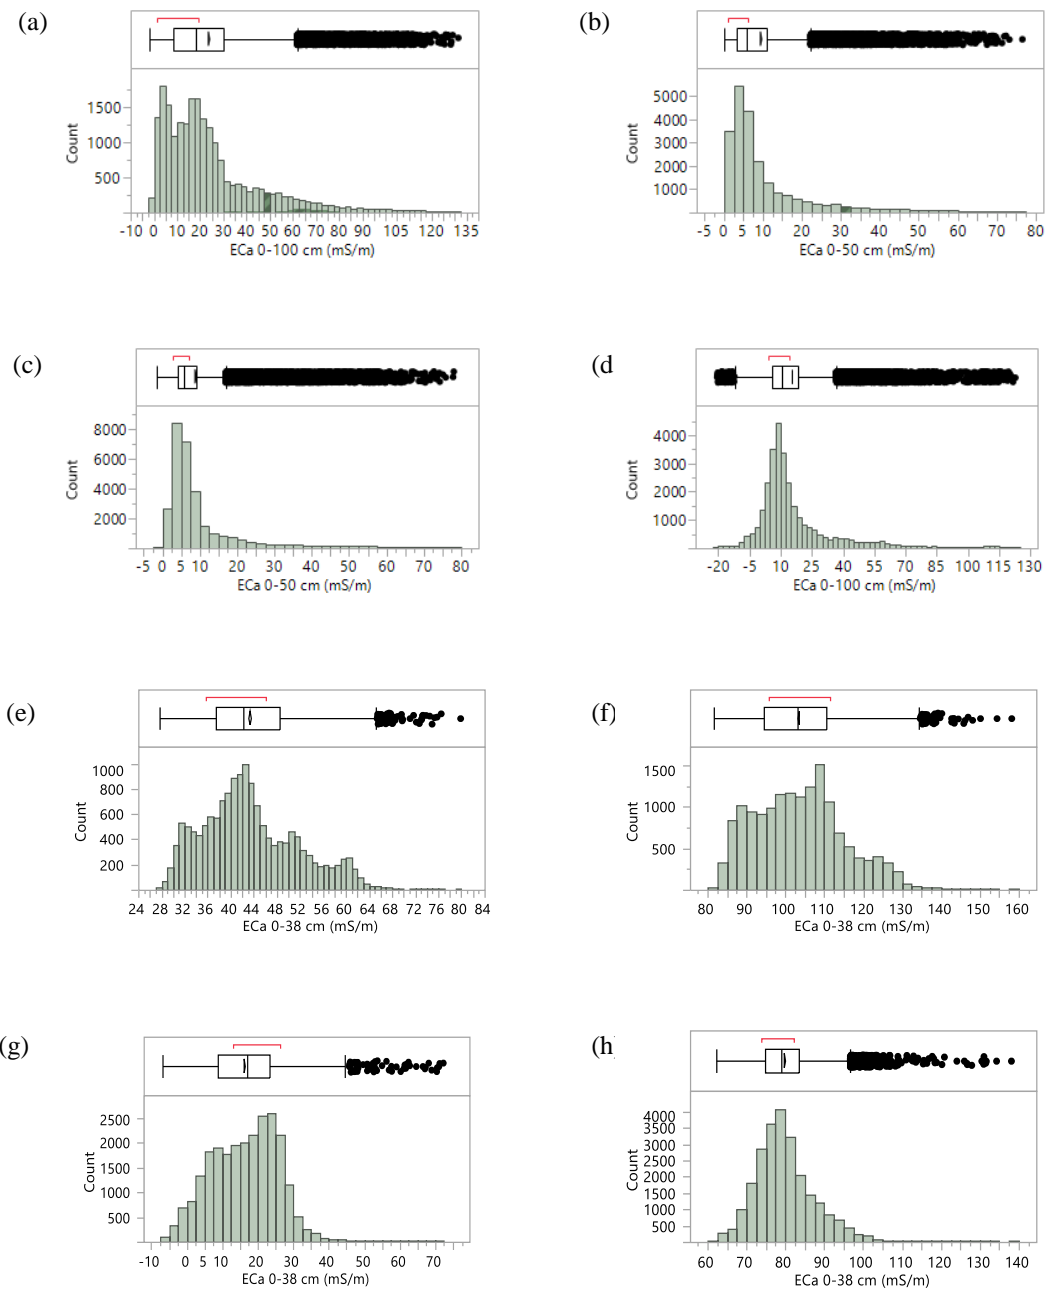 (a)
Count
1500
1000
500
-10 0 10 20 30 40 50 60 70 80 90 105 120 135
ECa 0-100 cm (mS/m)
(b)
Count
5000
4000
3000
2000
1000
-5 0 5 10 20 30 40 50 60 70 80
ECa 0-50 cm (mS/m)
(c)
Count
8000
6000
4000
2000
-5 0 5 10 20 30 40 50 60 70 80
ECa 0-50 cm (mS/m)
(d
Count
4000
3000
2000
1000
-20 -5 10 25 40 55 70 85 100 115 130
ECa 0-100 cm (mS/m)
(e)
Count
1000
800
600
400
200
24 28 32 36 40 44 48 52 56 60 64 68 72 76 80 84
ECa 0-38 cm (mS/m)
(f)
Count
1500
1000
500
80 90 100 110 120 130 140 150 160
ECa 0-38 cm (mS/m)
(g)
Count
2500
2000
1500
1000
500
-10 0 5 10 20 30 40 50 60 70
ECa 0-38 cm (mS/m)
(h
Count
4000
3500
3000
2500
2000
1500
1000
500
60 70 80 90 100 110 120 130 140
ECa 0-38 cm (mS/m)